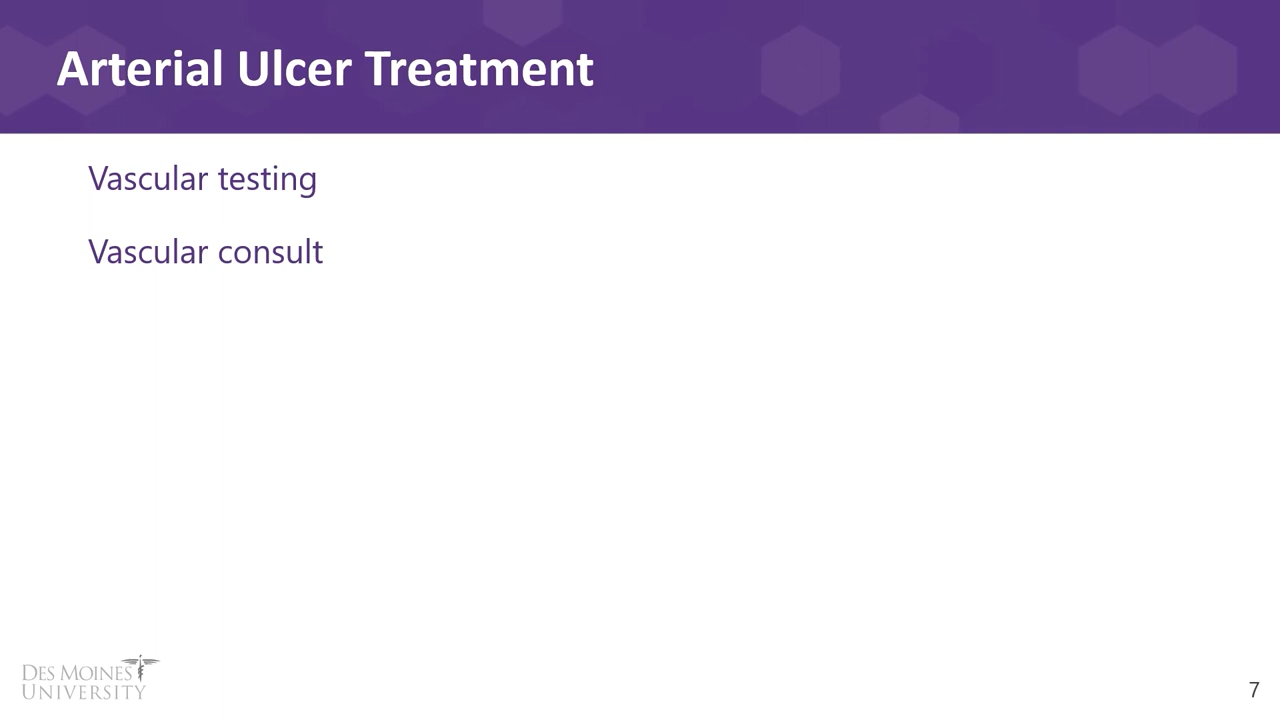 Arterial Ulcer Treatment
Vascular testing
Vascular consult
DES MOINES
UNIVERSITY
7